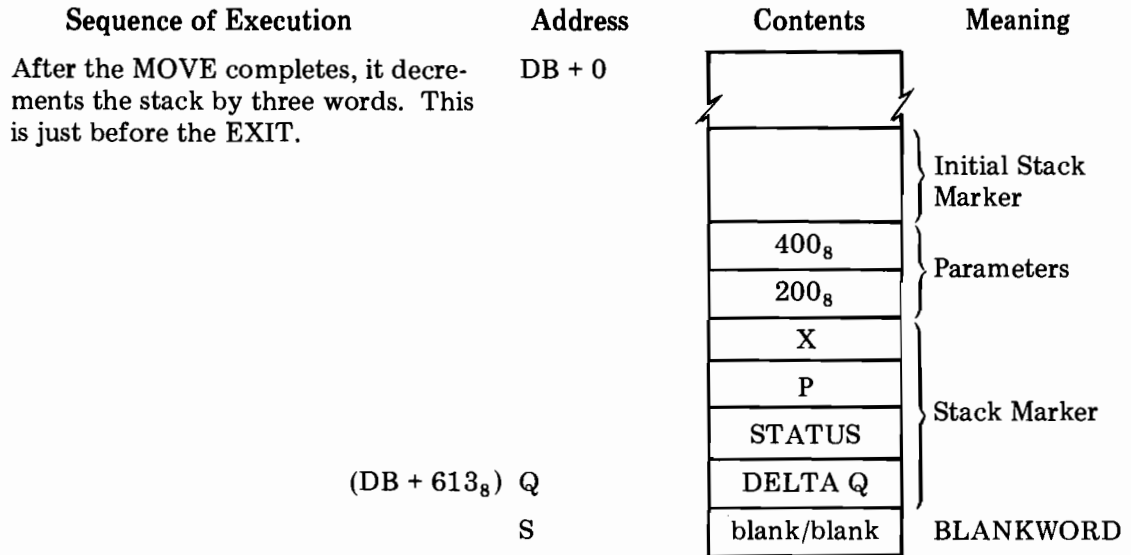 Sequence of Execution Address Contents Meaning
After the MOVE completes, it decre- DB + 0
ments the stack by three words. This
is just before the EXIT.
Initial Stack
Marker
400₈
Parameters
200₈
X
P
Stack Marker
STATUS
(DB + 613₈) Q DELTA Q
S blank/blank BLANKWORD